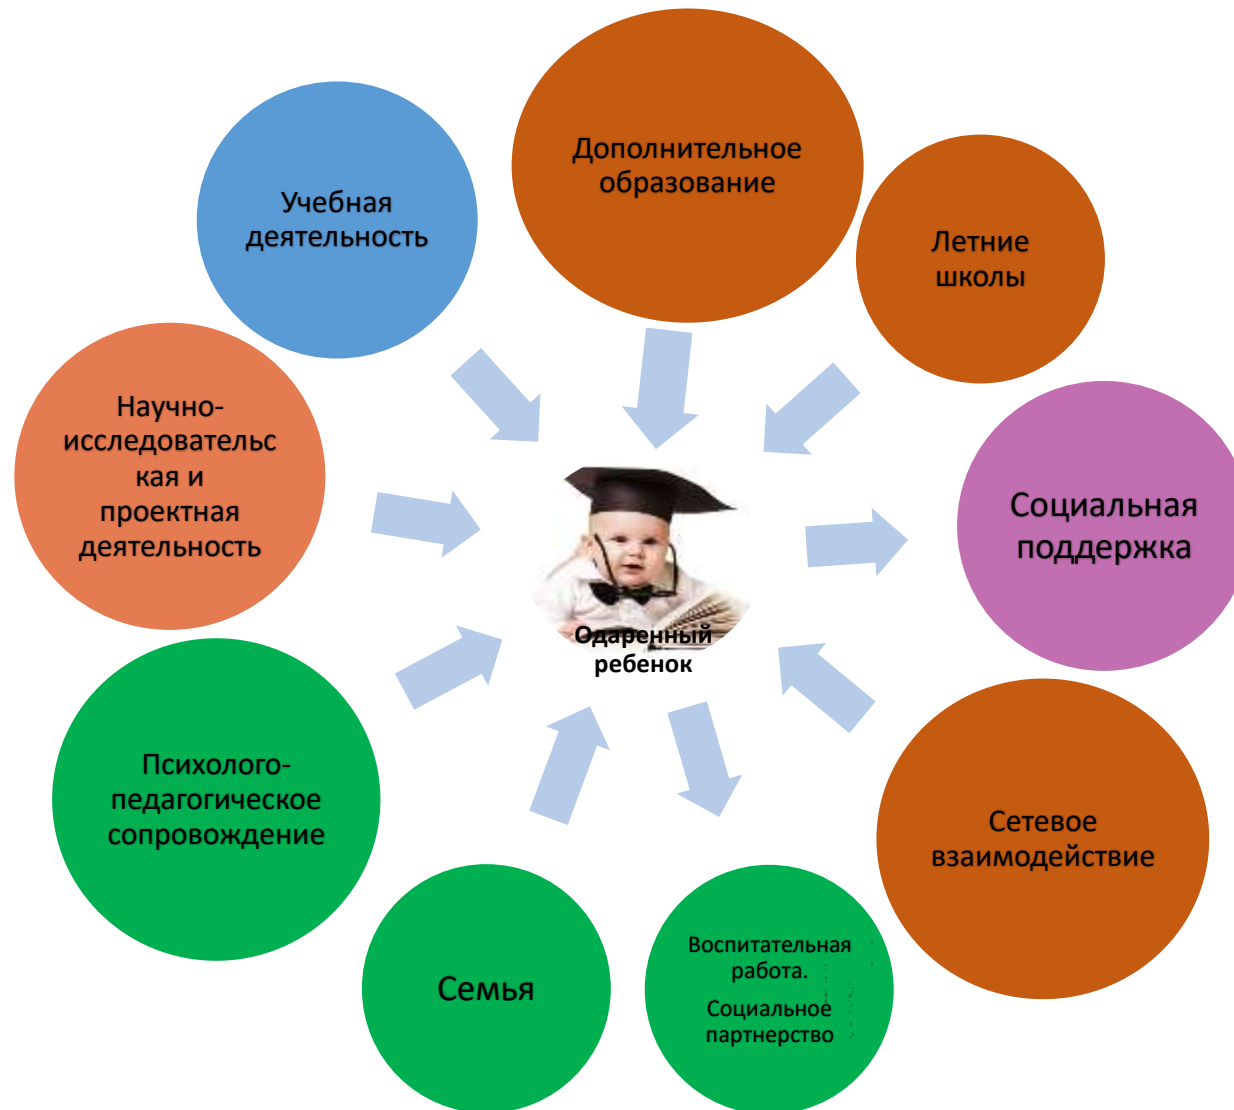 Дополнительное
образование
Учебная
деятельность
Летние
школы
Научно-
исследовательс
кая и
проектная
деятельность
Социальная
поддержка
Одаренный
ребенок
Психолого-
педагогическое
сопровождение
Сетевое
взаимодействие
Семья
Воспитательная
работа.
Социальное
партнерство